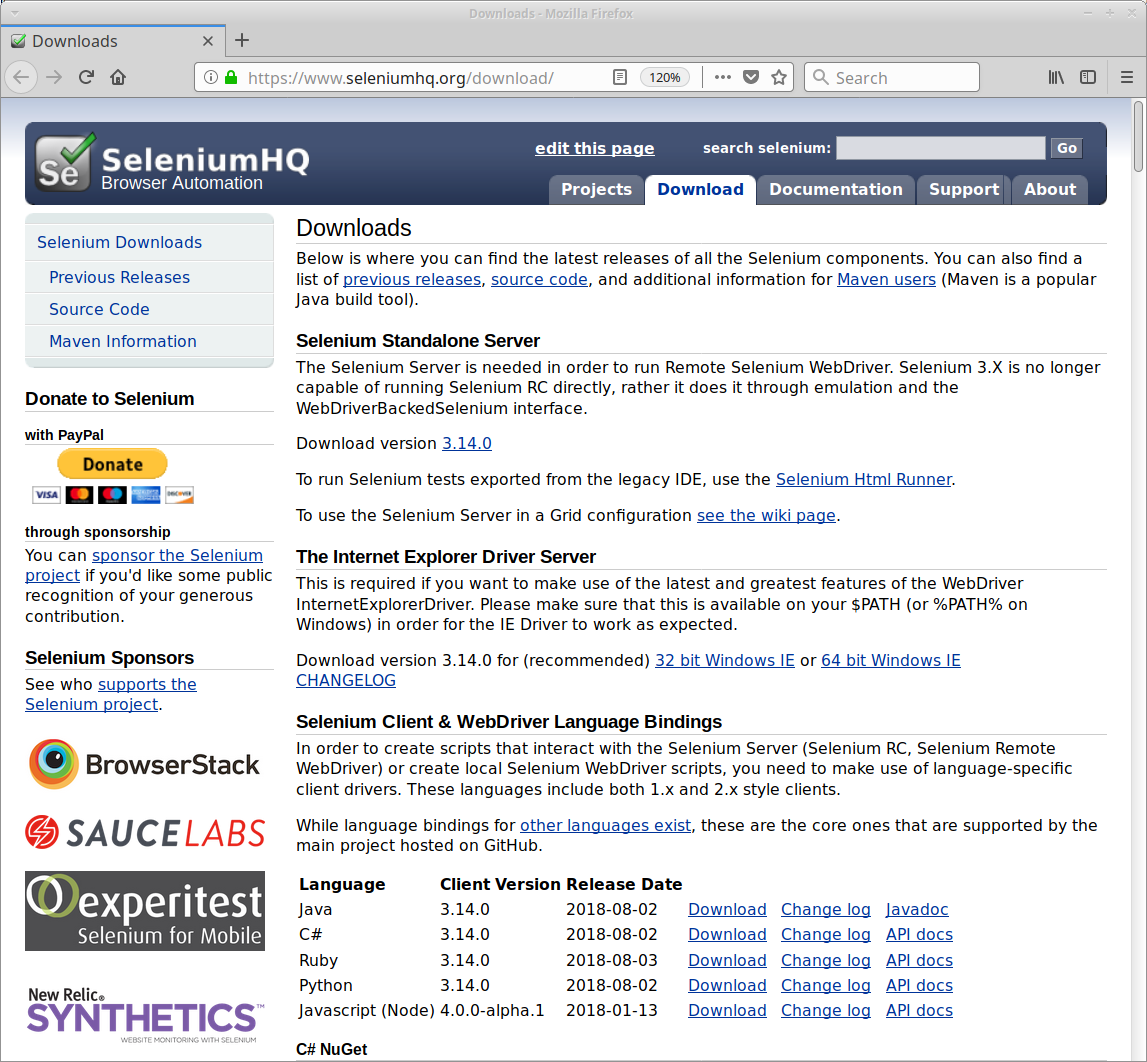 Downloads - Mozilla Firefox
Downloads
https://www.seleniumhq.org/download/
120%
Search
Se
SeleniumHQ
Browser Automation
edit this page
search selenium:
Go
Projects
Download
Documentation
Support
About
Selenium Downloads
Previous Releases
Source Code
Maven Information
Donate to Selenium
with PayPal
Donate
VISA
DISCOVER
through sponsorship
You can sponsor the Selenium
project if you'd like some public
recognition of your generous
contribution.
Selenium Sponsors
See who supports the
Selenium project.
BrowserStack
SAUCELABS
experitest
Selenium for Mobile
New Relic®
SYNTHETICS™
WEBSITE MONITORING WITH SELENIUM
Downloads
Below is where you can find the latest releases of all the Selenium components. You can also find a
list of previous releases, source code, and additional information for Maven users (Maven is a popular
Java build tool).
Selenium Standalone Server
The Selenium Server is needed in order to run Remote Selenium WebDriver. Selenium 3.X is no longer
capable of running Selenium RC directly, rather it does it through emulation and the
WebDriverBackedSelenium interface.
Download version 3.14.0
To run Selenium tests exported from the legacy IDE, use the Selenium Html Runner.
To use the Selenium Server in a Grid configuration see the wiki page.
The Internet Explorer Driver Server
This is required if you want to make use of the latest and greatest features of the WebDriver
InternetExplorerDriver. Please make sure that this is available on your $PATH (or %PATH% on
Windows) in order for the IE Driver to work as expected.
Download version 3.14.0 for (recommended) 32 bit Windows IE or 64 bit Windows IE
CHANGELOG
Selenium Client & WebDriver Language Bindings
In order to create scripts that interact with the Selenium Server (Selenium RC, Selenium Remote
WebDriver) or create local Selenium WebDriver scripts, you need to make use of language-specific
client drivers. These languages include both 1.x and 2.x style clients.
While language bindings for other languages exist, these are the core ones that are supported by the
main project hosted on GitHub.
Language Client Version Release Date
Java 3.14.0 2018-08-02 Download Change log Javadoc
C# 3.14.0 2018-08-02 Download Change log API docs
Ruby 3.14.0 2018-08-03 Download Change log API docs
Python 3.14.0 2018-08-02 Download Change log API docs
Javascript (Node) 4.0.0-alpha.1 2018-01-13 Download Change log API docs
C# NuGet